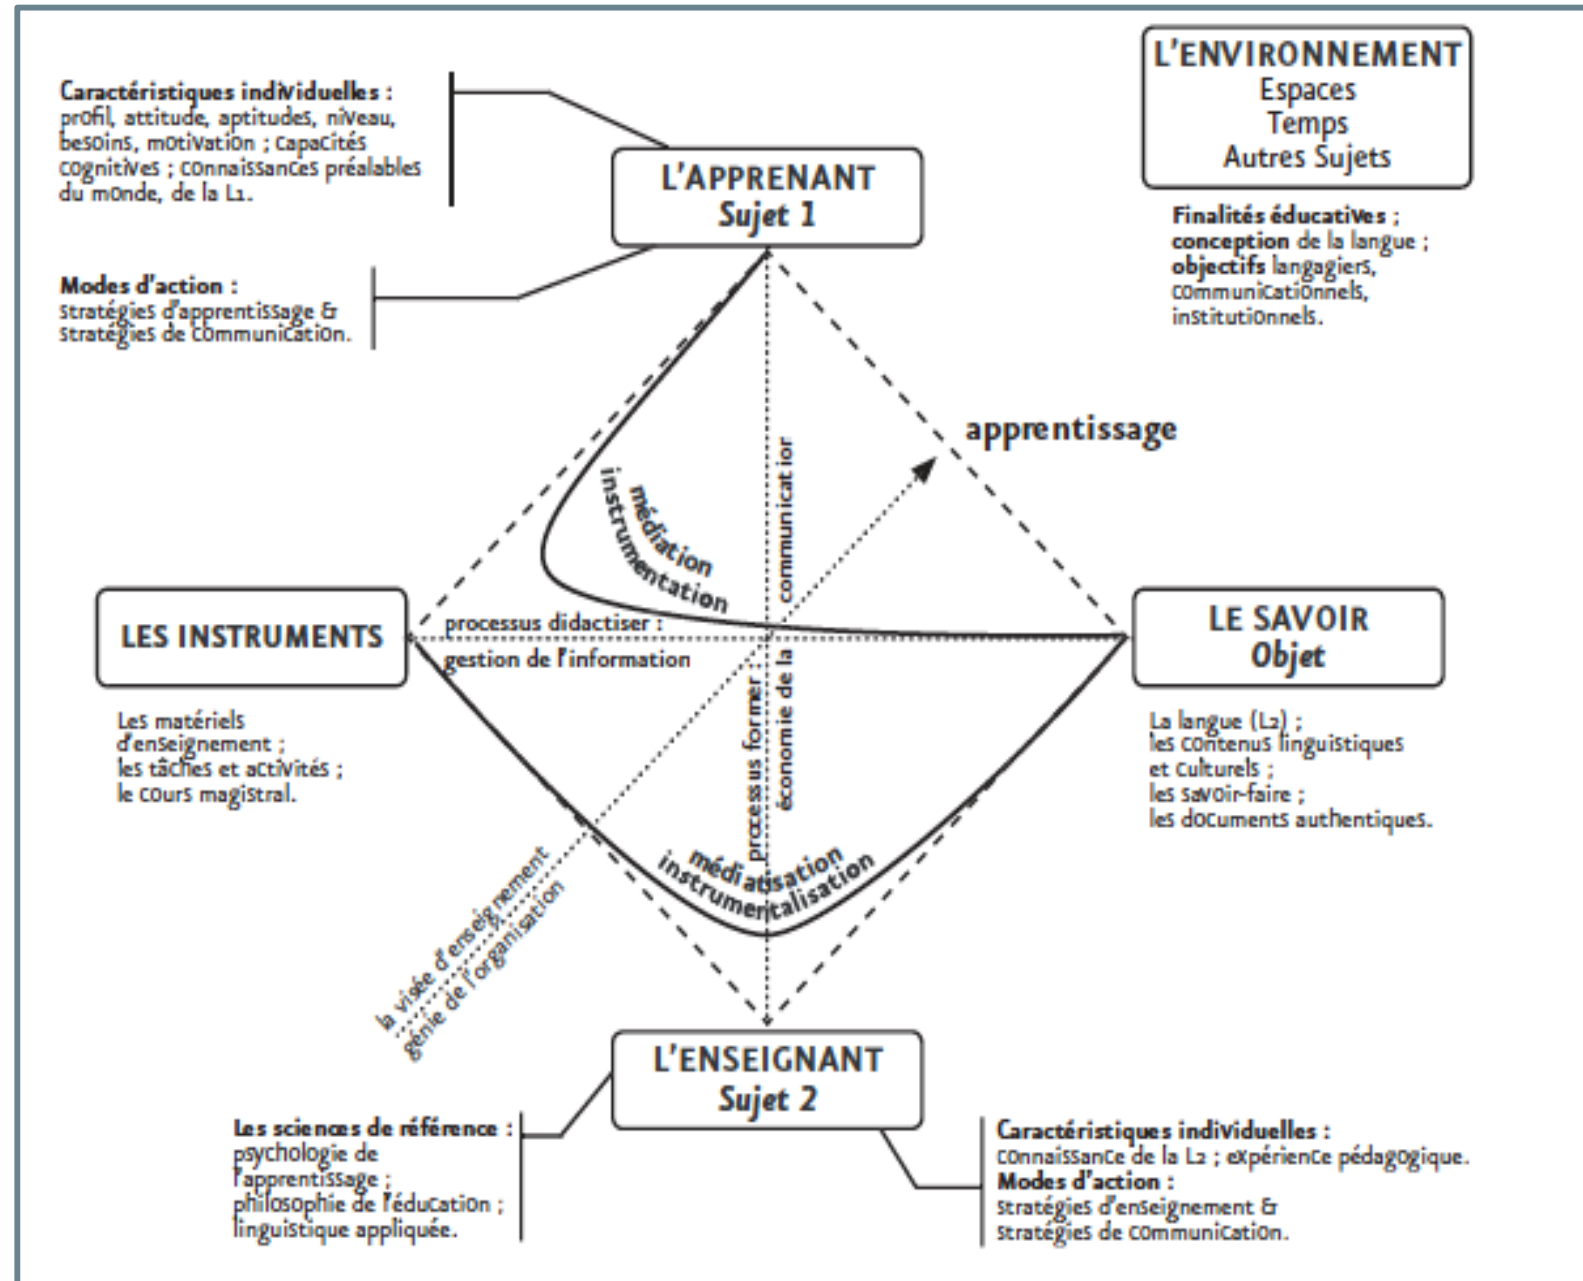 Caractéristiques individuelles :
profil, attitude, aptitudes, niveau,
besoins, motivation ; capacités
cognitives ; connaissances préalables
du monde, de la L1.
Modes d'action :
stratégies d'apprentissage &
stratégies de communication.
L'APPRENANT
Sujet 1
L'ENVIRONNEMENT
Espaces
Temps
Autres Sujets
Finalités éducatives ;
conception de la langue ;
objectifs langagiers,
communicationnels,
institutionnels.
apprentissage
médiation
instrumentation
communication
LES INSTRUMENTS
Les matériels
d'enseignement ;
les tâches et activités ;
le cours magistral.
processus didactiser :
gestion de l'information
processus former :
économie de la
LE SAVOIR
Objet
La langue (L2) ;
les contenus linguistiques
et culturels ;
les savoir-faire ;
les documents authentiques.
médiatisation
instrumentalisation
la visée d'enseignement
génie de l'organisation
L'ENSEIGNANT
Sujet 2
Les sciences de référence :
psychologie de
l'apprentissage ;
philosophie de l'éducation ;
linguistique appliquée.
Caractéristiques individuelles :
connaissance de la L2 ; expérience pédagogique.
Modes d'action :
stratégies d'enseignement &
stratégies de communication.